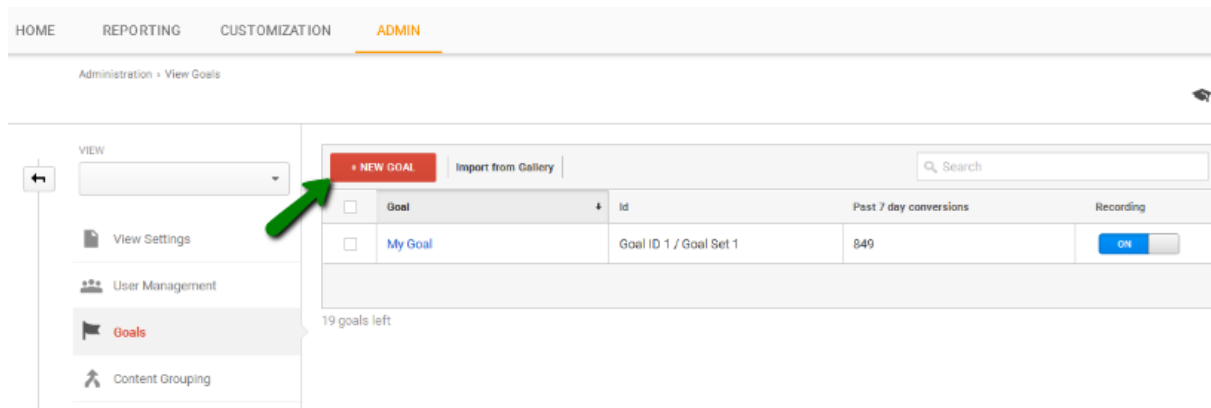 HOME REPORTING CUSTOMIZATION ADMIN
Administration › View Goals
VIEW
+ NEW GOAL Import from Gallery Search
Goal Id Past 7 day conversions Recording
My Goal Goal ID 1 / Goal Set 1 849 ON
19 goals left
View Settings
User Management
Goals
Content Grouping